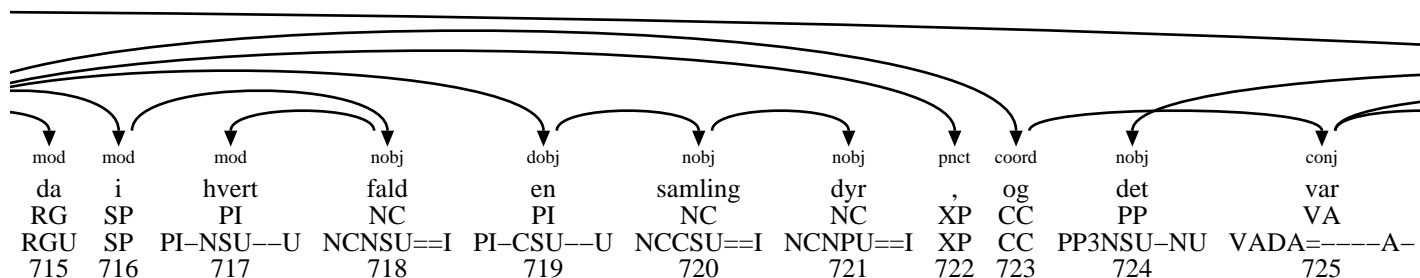 mod mod mod nobj dobj nobj nobj pnct coord nobj conj
da i hvert fald en samling dyr , og det var
RG SP PI NC PI NC NC XP CC PP VA
RGU SP PI−NSU−−U NCNSU==I PI−CSU−−U NCCSU==I NCNPU==I XP CC PP3NSU−NU VADA=−−−−A−
715 716 717 718 719 720 721 722 723 724 725